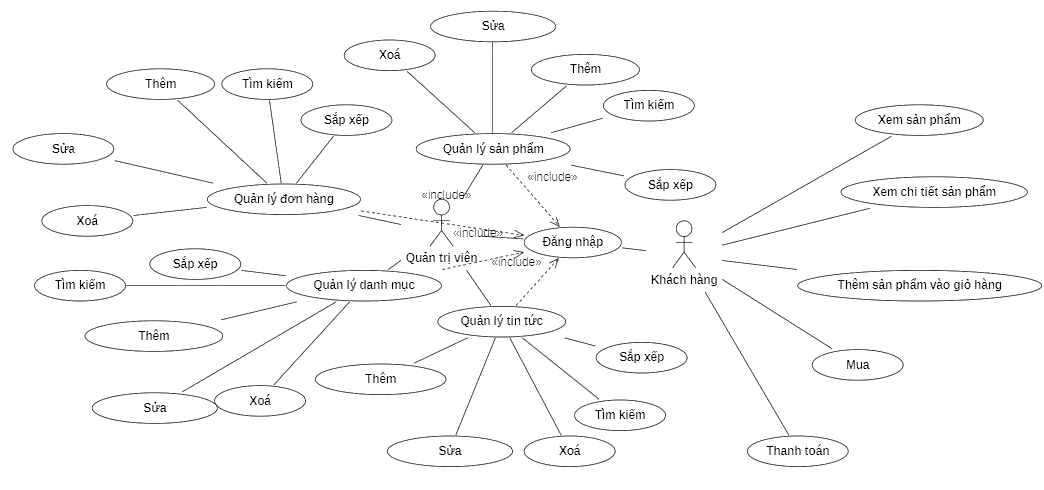 Sửa
Xoá
Thêm
Tìm kiếm
Thêm
Tìm kiếm
Sắp xếp
Quản lý sản phẩm
Xem sản phẩm
Sửa
«include»
Sắp xếp
Quản lý đơn hàng
«include»
Xem chi tiết sản phẩm
Xoá
«include»
Đăng nhập
Quản trị viên
«include»
Khách hàng
Sắp xếp
Tìm kiếm
Quản lý danh mục
Thêm sản phẩm vào giỏ hàng
Quản lý tin tức
Thêm
Sắp xếp
Mua
Thêm
Sửa
Xoá
Tìm kiếm
Sửa
Xoá
Thanh toán